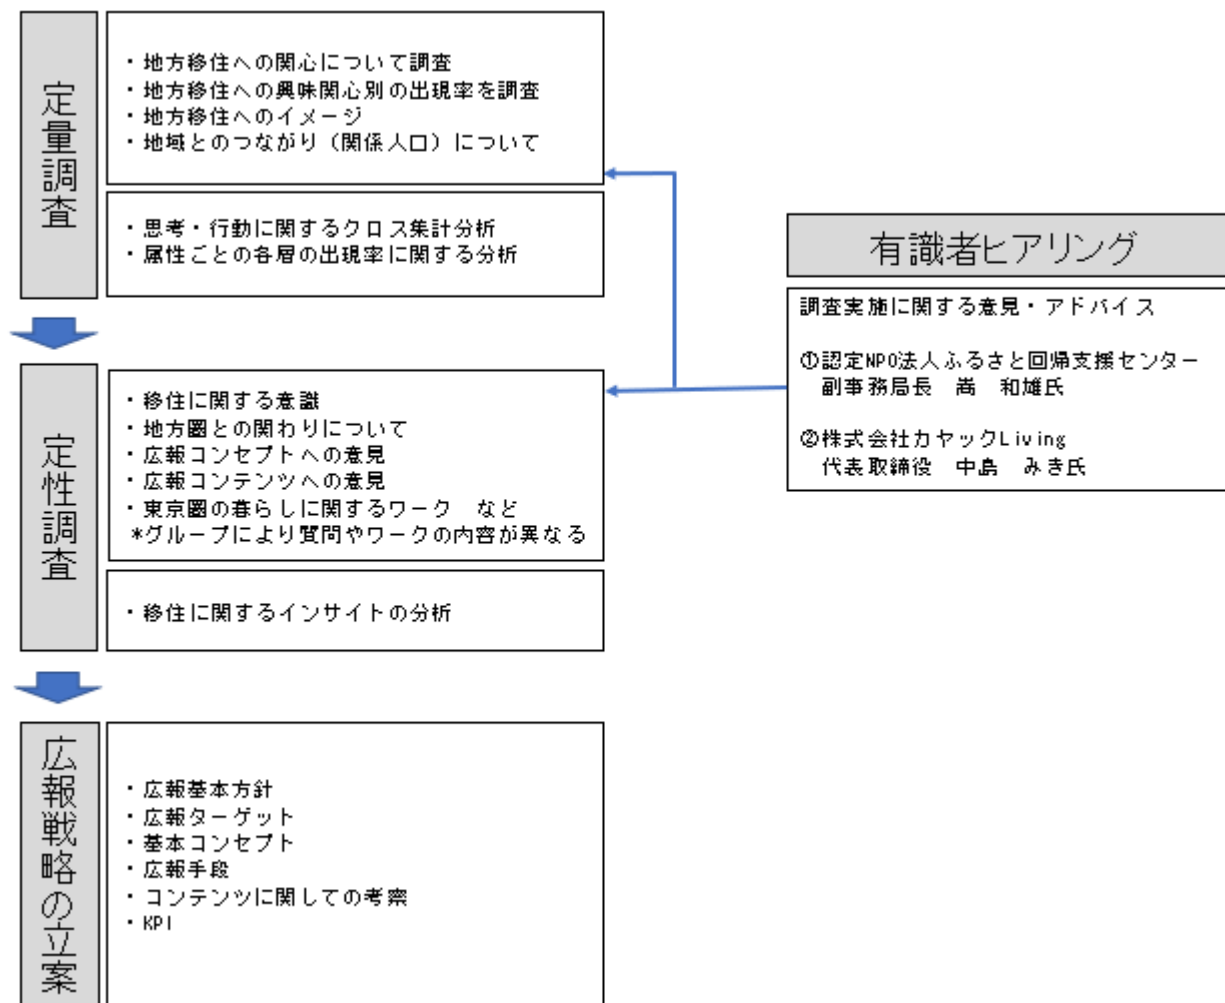 定量調査
・地方移住への関心について調査
・地方移住への興味関心別の出現率を調査
・地方移住へのイメージ
・地域とのつながり（関係人口）について
・思考・行動に関するクロス集計分析
・属性ごとの各層の出現率に関する分析
有識者ヒアリング
調査実施に関する意見・アドバイス
①認定NPO法人ふるさと回帰支援センター
副事務局長　嵩　和雄氏
②株式会社カヤックLiving
代表取締役　中島　みき氏
定性調査
・移住に関する意識
・地方圏との関わりについて
・広報コンセプトへの意見
・広報コンテンツへの意見
・東京圏の暮らしに関するワーク　など
*グループにより質問やワークの内容が異なる
・移住に関するインサイトの分析
広報戦略の立案
・広報基本方針
・広報ターゲット
・基本コンセプト
・広報手段
・コンテンツに関しての考察
・KPI